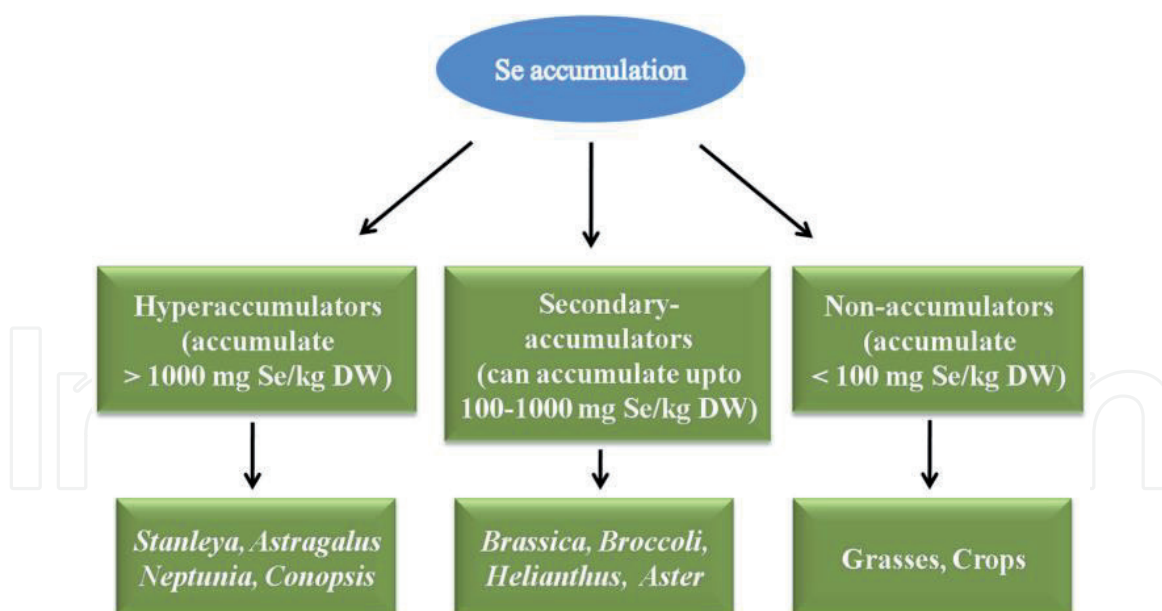 Se accumulation
Hyperaccumulators
(accumulate
> 1000 mg Se/kg DW)
Secondary-
accumulators
(can accumulate upto
100-1000 mg Se/kg DW)
Non-accumulators
(accumulate
< 100 mg Se/kg DW)
Stanleya, Astragalus
Neptunia, Conopsis
Brassica, Broccoli,
Helianthus, Aster
Grasses, Crops